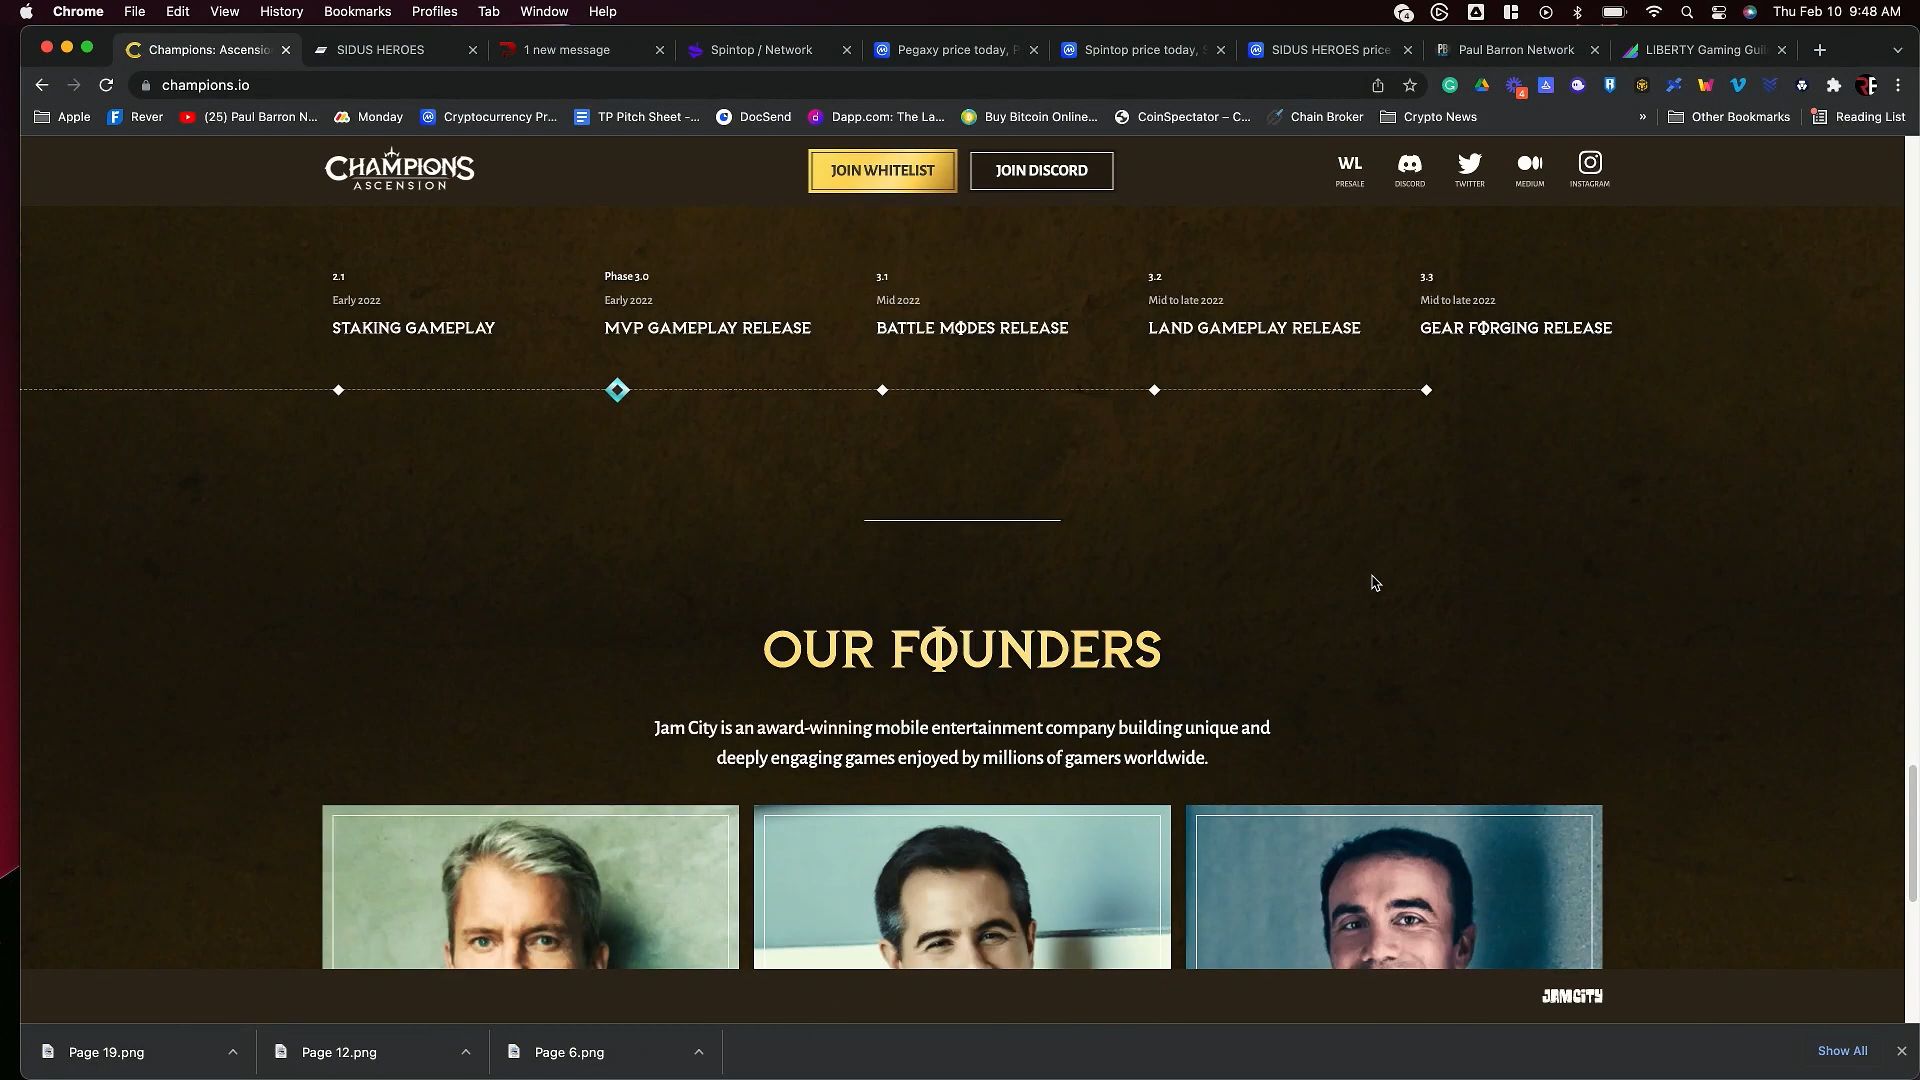 Chrome File Edit View History Bookmarks Profiles Tab Window Help
4
Thu Feb 10 9:48 AM
Champions: Ascensio
SIDUS HEROES
1 new message
Spintop / Network
Pegaxy price today, P
Spintop price today, S
SIDUS HEROES price
Paul Barron Network
LIBERTY Gaming Guil
champions.io
4
Apple
Rever
(25) Paul Barron N...
Monday
Cryptocurrency Pr...
TP Pitch Sheet –...
DocSend
Dapp.com: The La...
Buy Bitcoin Online...
CoinSpectator – C...
Chain Broker
Crypto News
»
Other Bookmarks
Reading List
CHAMPIONS
ASCENSION
JOIN WHITELIST
JOIN DISCORD
WL
PRESALE
DISCORD
TWITTER
MEDIUM
INSTAGRAM
2.1
Early 2022
STAKING GAMEPLAY
Phase 3.0
Early 2022
MVP GAMEPLAY RELEASE
3.1
Mid 2022
BATTLE MODES RELEASE
3.2
Mid to late 2022
LAND GAMEPLAY RELEASE
3.3
Mid to late 2022
GEAR FORGING RELEASE
OUR FOUNDERS
Jam City is an award-winning mobile entertainment company building unique and
deeply engaging games enjoyed by millions of gamers worldwide.
JAMCITY
Page 19.png
Page 12.png
Page 6.png
Show All